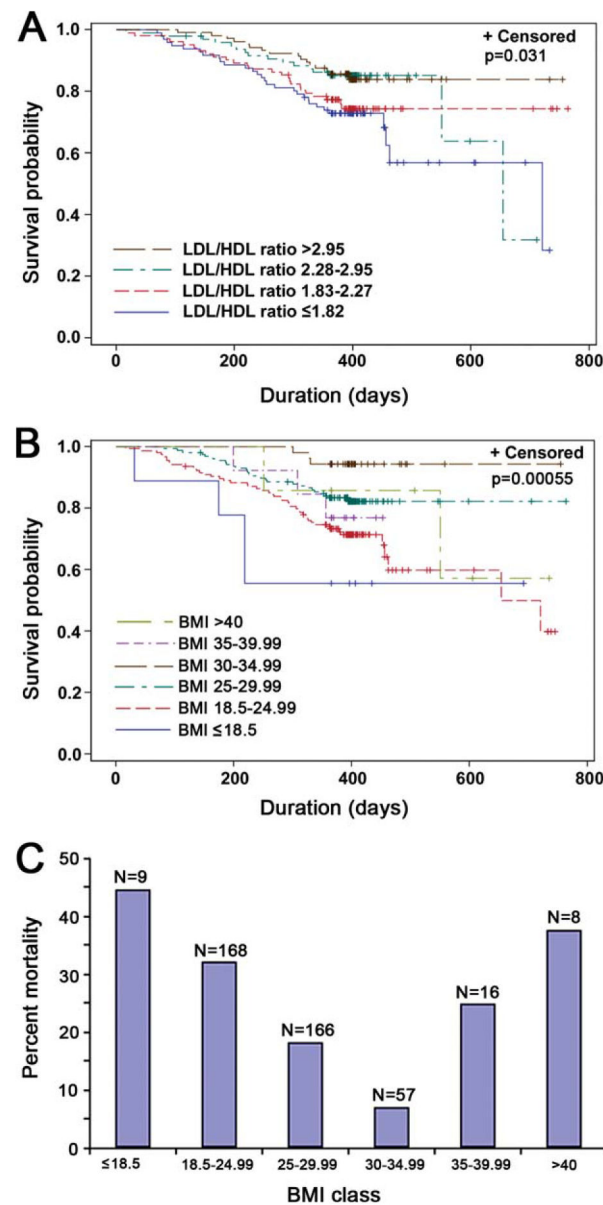 A
+ Censored
p=0.031
Survival probability
1.0
0.8
0.6
0.4
0.2
0.0
LDL/HDL ratio >2.95
LDL/HDL ratio 2.28-2.95
LDL/HDL ratio 1.83-2.27
LDL/HDL ratio ≤1.82
0 200 400 600 800
Duration (days)
B
+ Censored
p=0.00055
Survival probability
1.0
0.8
0.6
0.4
0.2
0.0
BMI >40
BMI 35-39.99
BMI 30-34.99
BMI 25-29.99
BMI 18.5-24.99
BMI ≤18.5
0 200 400 600 800
Duration (days)
C
Percent mortality
50
40
30
20
10
0
N=9
N=168
N=166
N=57
N=16
N=8
≤18.5 18.5-24.99 25-29.99 30-34.99 35-39.99 >40
BMI class